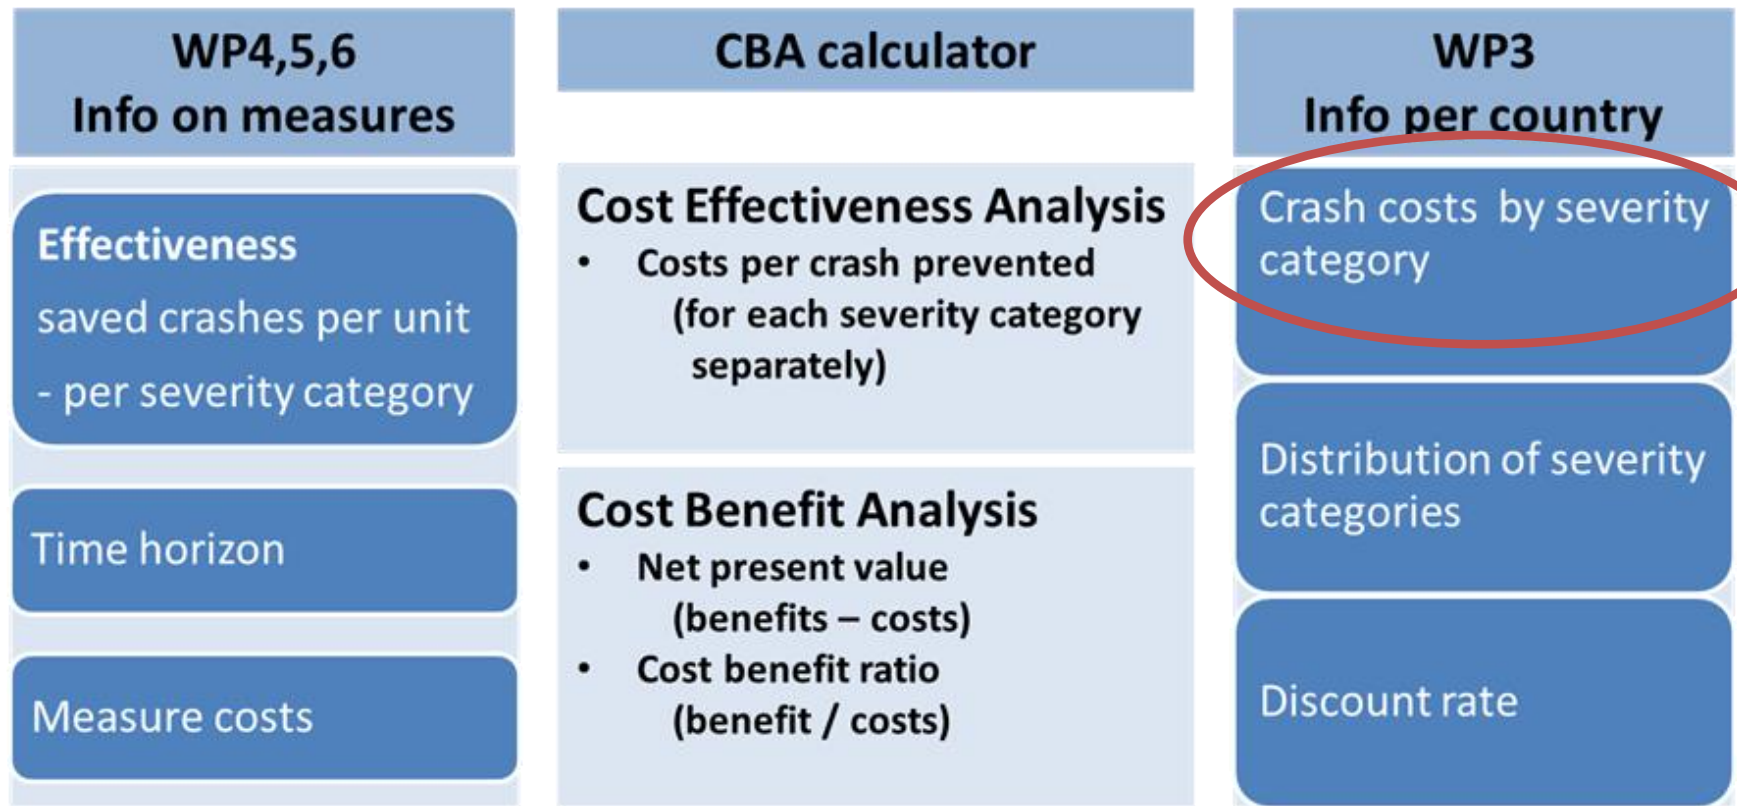 WP4,5,6
Info on measures
Effectiveness
saved crashes per unit
- per severity category
Time horizon
Measure costs
CBA calculator
Cost Effectiveness Analysis
• Costs per crash prevented
(for each severity category
separately)
Cost Benefit Analysis
• Net present value
(benefits – costs)
• Cost benefit ratio
(benefit / costs)
WP3
Info per country
Crash costs by severity
category
Distribution of severity
categories
Discount rate